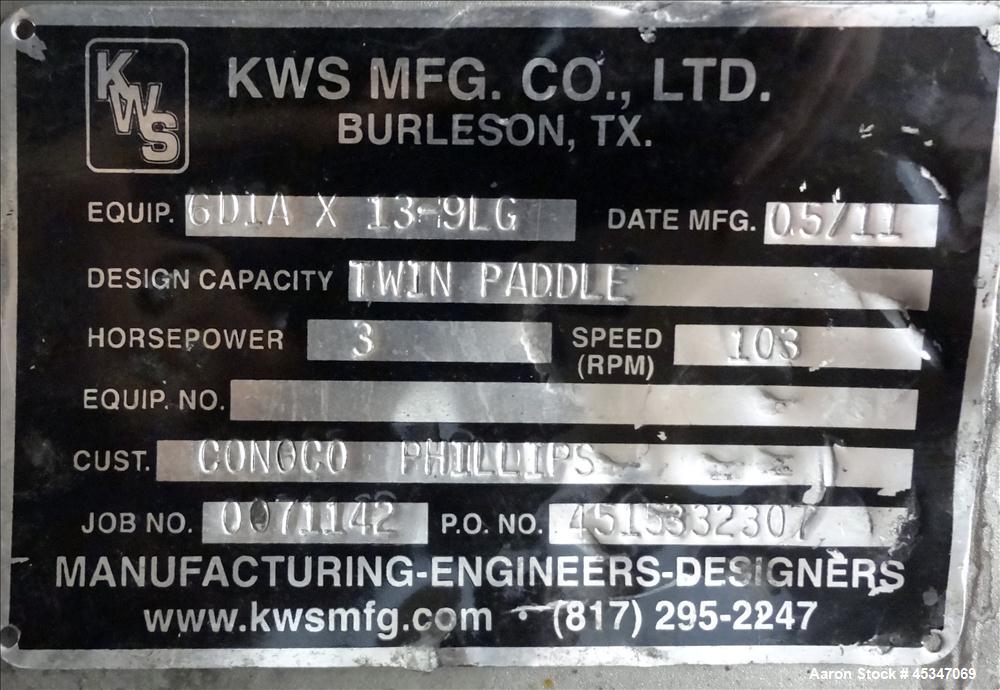 KWS
KWS MFG. CO., LTD.
BURLESON, TX.
EQUIP. 6DIA X 13-9LG DATE MFG. 05/11
DESIGN CAPACITY TWIN PADDLE
HORSEPOWER 3 SPEED (RPM) 103
EQUIP. NO.
CUST. CONOCO PHILLIPS
JOB NO. 0071142 P.O. NO. 4515332307
MANUFACTURING-ENGINEERS-DESIGNERS
www.kwsmfg.com · (817) 295-2247
Aaron Stock # 45347069